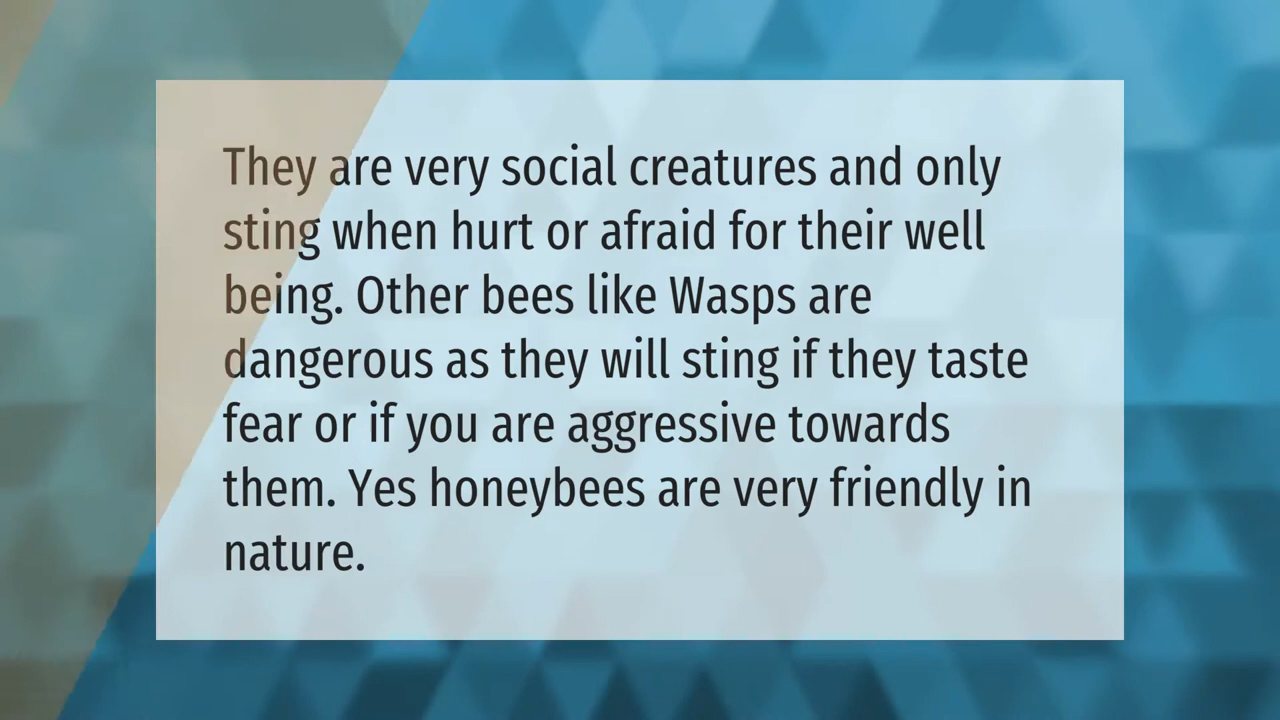 They are very social creatures and only
sting when hurt or afraid for their well
being. Other bees like Wasps are
dangerous as they will sting if they taste
fear or if you are aggressive towards
them. Yes honeybees are very friendly in
nature.